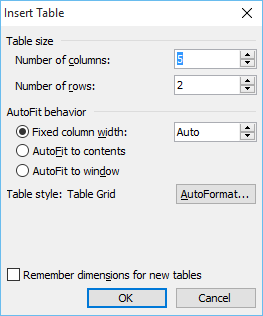 Insert Table
Table size
Number of columns: 5
Number of rows: 2
AutoFit behavior
Fixed column width: Auto
AutoFit to contents
AutoFit to window
Table style: Table Grid AutoFormat...
Remember dimensions for new tables
OK Cancel